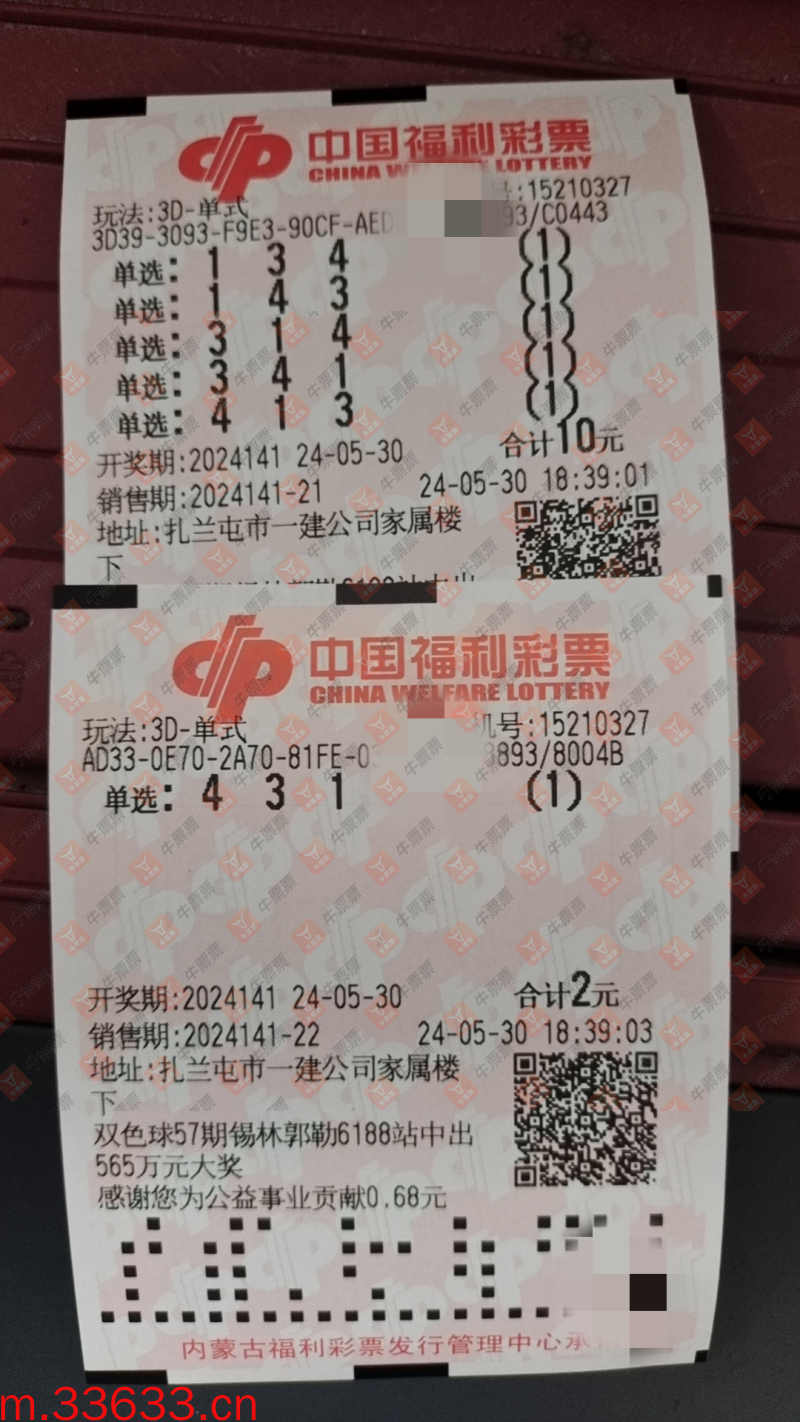 中国福利彩票
CHINA WELFARE LOTTERY
玩法:3D-单式 号:15210327
3D39-3093-F9E3-90CF-AED 893/C0443
单选: 1 3 4 (1)
单选: 1 4 3 (1)
单选: 3 1 4 (1)
单选: 3 4 1 (1)
单选: 4 1 3 (1)
合计10元
开奖期:2024141 24-05-30
销售期:2024141-21 24-05-30 18:39:01
地址:扎兰屯市一建公司家属楼
下
中国福利彩票
CHINA WELFARE LOTTERY
玩法:3D-单式 机号:15210327
AD33-0E70-2A70-81FE-0 8893/8004B
单选: 4 3 1 (1)
开奖期:2024141 24-05-30 合计2元
销售期:2024141-22 24-05-30 18:39:03
地址:扎兰屯市一建公司家属楼
下
双色球57期锡林郭勒6188站中出
565万元大奖
感谢您为公益事业贡献0.68元
内蒙古福利彩票发行管理中心承
m.33633.cn
牛票票